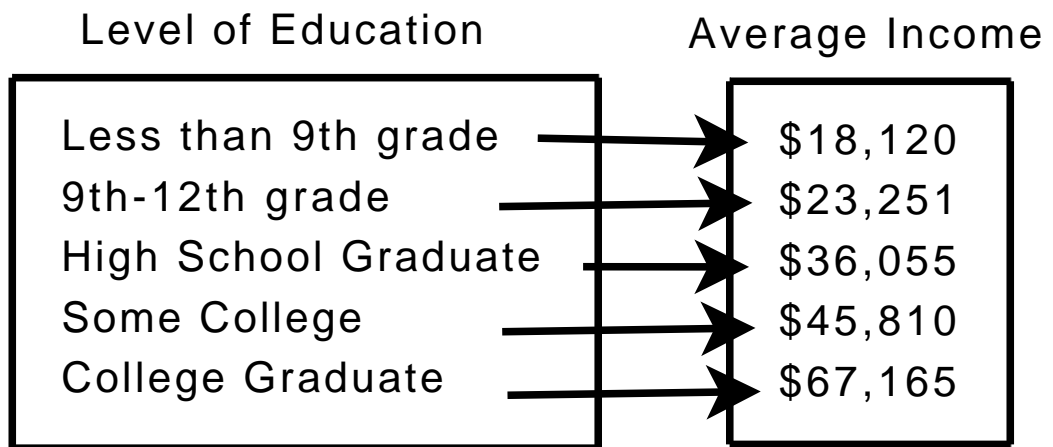 Level of Education
Average Income
Less than 9th grade
$18,120
9th-12th grade
$23,251
High School Graduate
$36,055
Some College
$45,810
College Graduate
$67,165